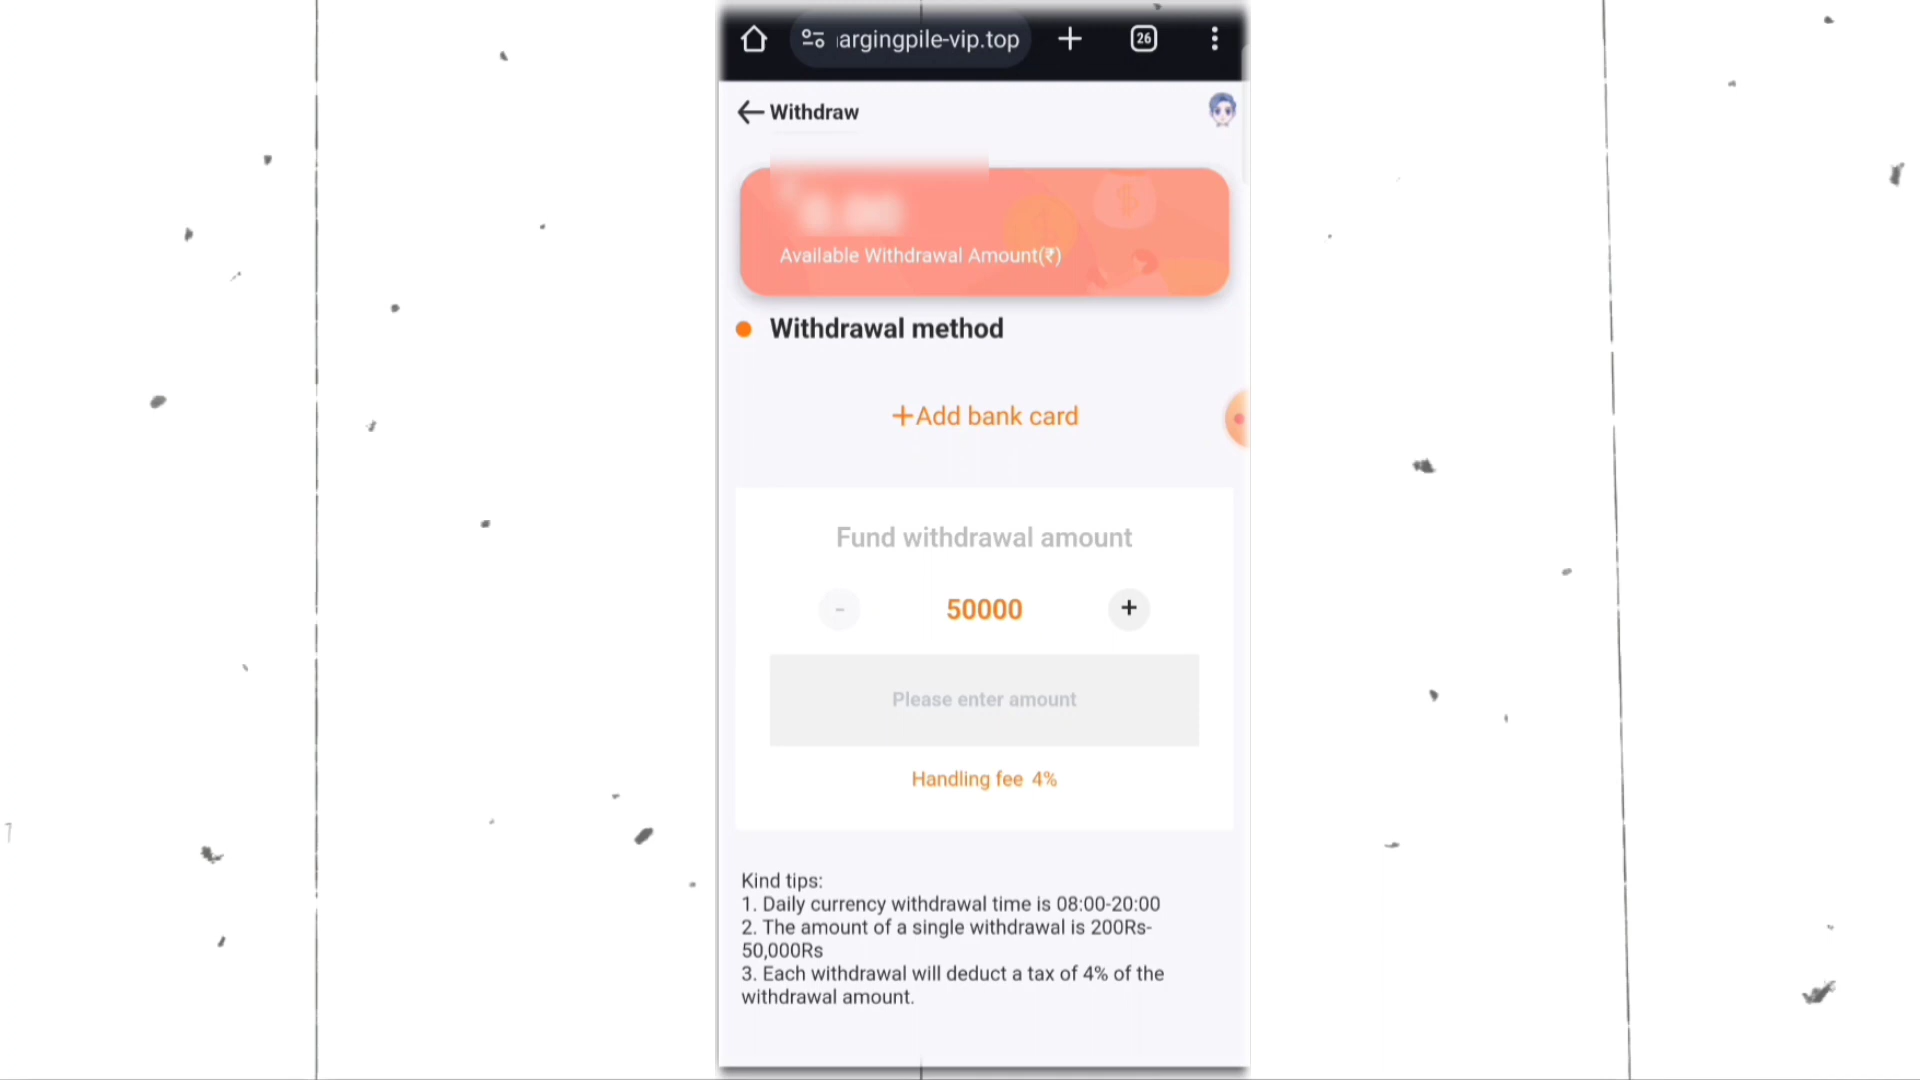 argingpile-vip.top
26
Withdraw
Available Withdrawal Amount(₹)
Withdrawal method
+Add bank card
Fund withdrawal amount
- 50000 +
Please enter amount
Handling fee 4%
Kind tips:
1. Daily currency withdrawal time is 08:00-20:00
2. The amount of a single withdrawal is 200Rs-
50,000Rs
3. Each withdrawal will deduct a tax of 4% of the
withdrawal amount.